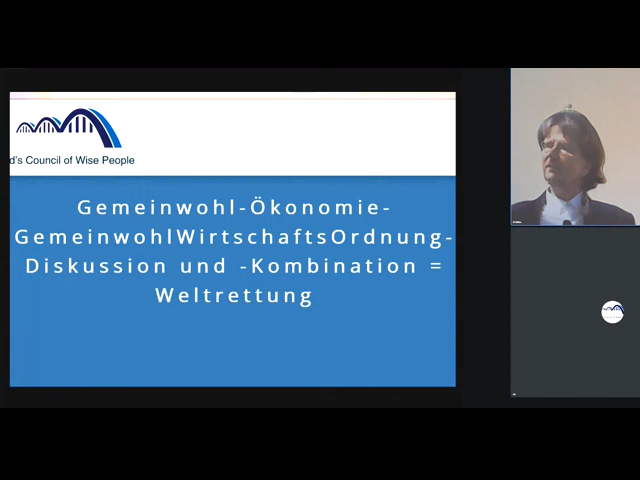 d's Council of Wise People
Gemeinwohl-Ökonomie-
GemeinwohlWirtschaftsOrdnung-
Diskussion und -Kombination =
Weltrettung